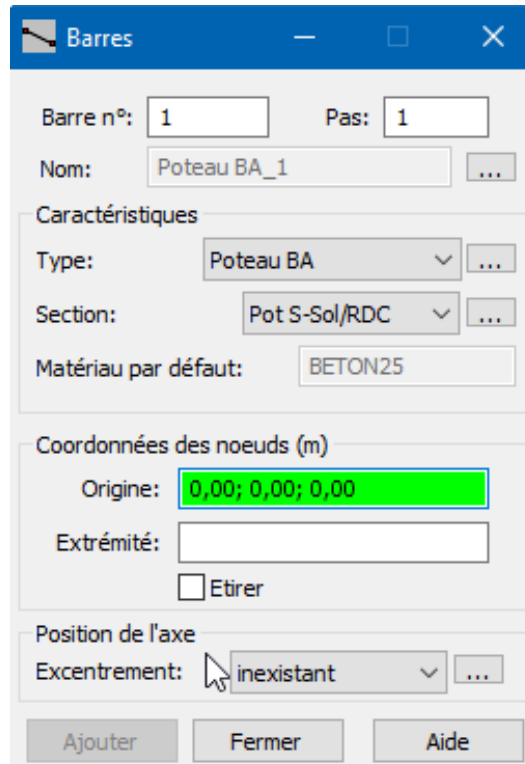 Barres
Barre n°: 1 Pas: 1
Nom: Poteau BA_1 ...
Caractéristiques
Type: Poteau BA ...
Section: Pot S-Sol/RDC ...
Matériau par défaut: BETON25
Coordonnées des noeuds (m)
Origine: 0,00; 0,00; 0,00
Extrémité:
Etirer
Position de l'axe
Excentrement: inexistant ...
Ajouter Fermer Aide